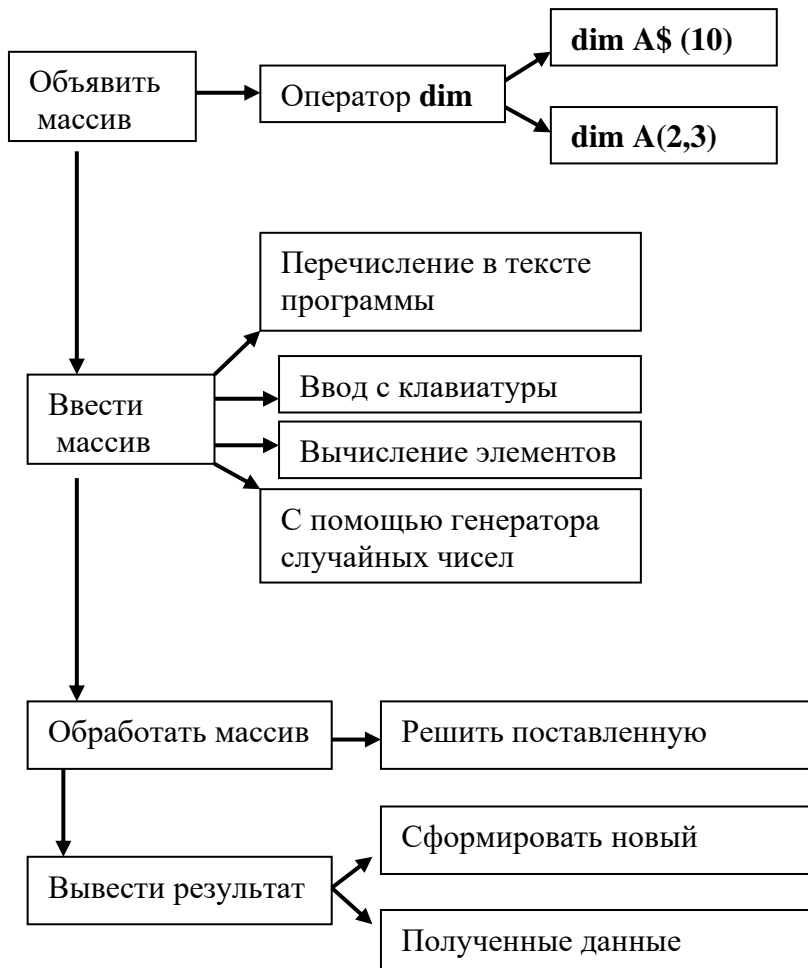 Объявить
массив
Оператор dim
dim A$ (10)
dim A(2,3)
Перечисление в тексте
программы
Ввести
массив
Ввод с клавиатуры
Вычисление элементов
С помощью генератора
случайных чисел
Обработать массив
Решить поставленную
Вывести результат
Сформировать новый
Полученные данные